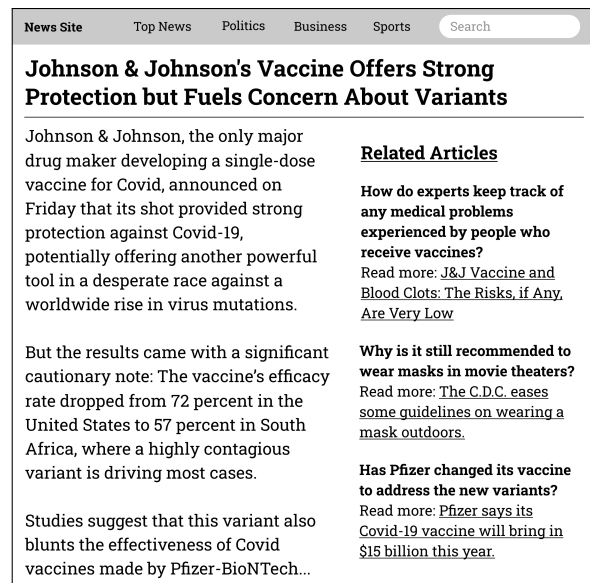 News Site Top News Politics Business Sports Search
Johnson & Johnson's Vaccine Offers Strong
Protection but Fuels Concern About Variants
Johnson & Johnson, the only major
drug maker developing a single-dose
vaccine for Covid, announced on
Friday that its shot provided strong
protection against Covid-19,
potentially offering another powerful
tool in a desperate race against a
worldwide rise in virus mutations.
But the results came with a significant
cautionary note: The vaccine's efficacy
rate dropped from 72 percent in the
United States to 57 percent in South
Africa, where a highly contagious
variant is driving most cases.
Studies suggest that this variant also
blunts the effectiveness of Covid
vaccines made by Pfizer-BioNTech...
Related Articles
How do experts keep track of
any medical problems
experienced by people who
receive vaccines?
Read more: J&J Vaccine and
Blood Clots: The Risks, if Any,
Are Very Low
Why is it still recommended to
wear masks in movie theaters?
Read more: The C.D.C. eases
some guidelines on wearing a
mask outdoors.
Has Pfizer changed its vaccine
to address the new variants?
Read more: Pfizer says its
Covid-19 vaccine will bring in
$15 billion this year.